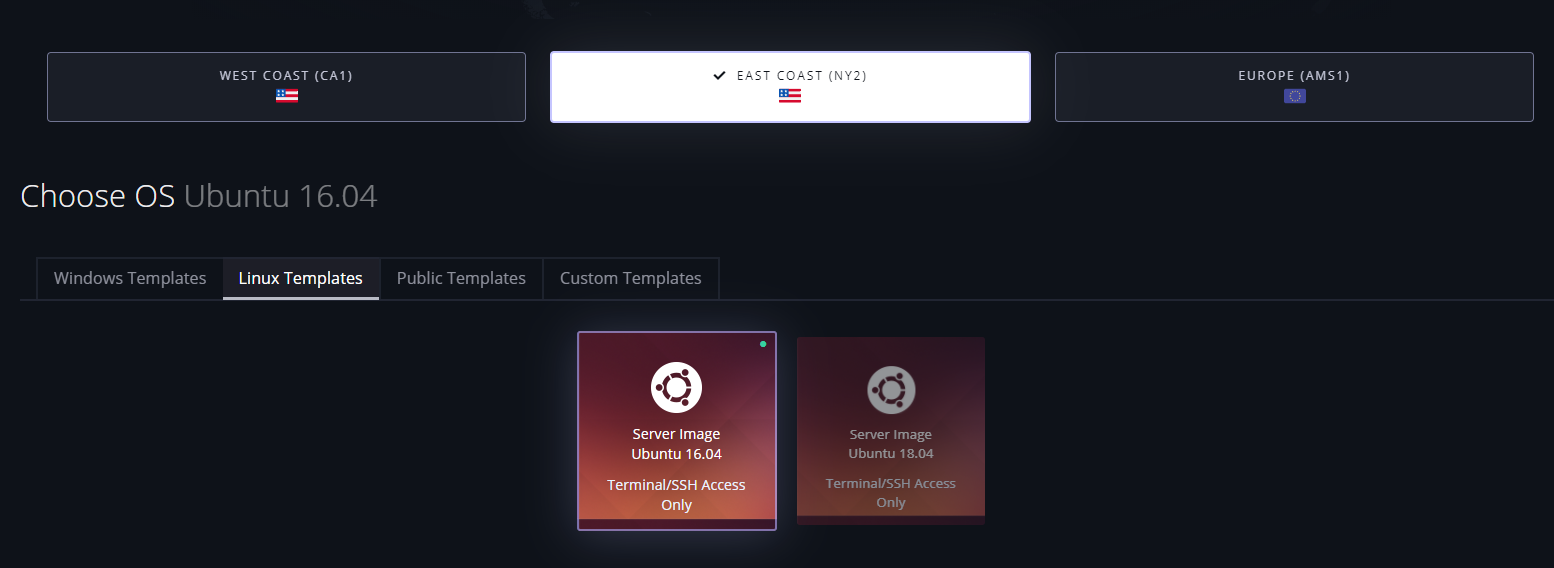 WEST COAST (CA1)
EAST COAST (NY2)
EUROPE (AMS1)
Choose OS Ubuntu 16.04
Windows Templates
Linux Templates
Public Templates
Custom Templates
Server Image
Ubuntu 16.04
Terminal/SSH Access
Only
Server Image
Ubuntu 18.04
Terminal/SSH Access
Only